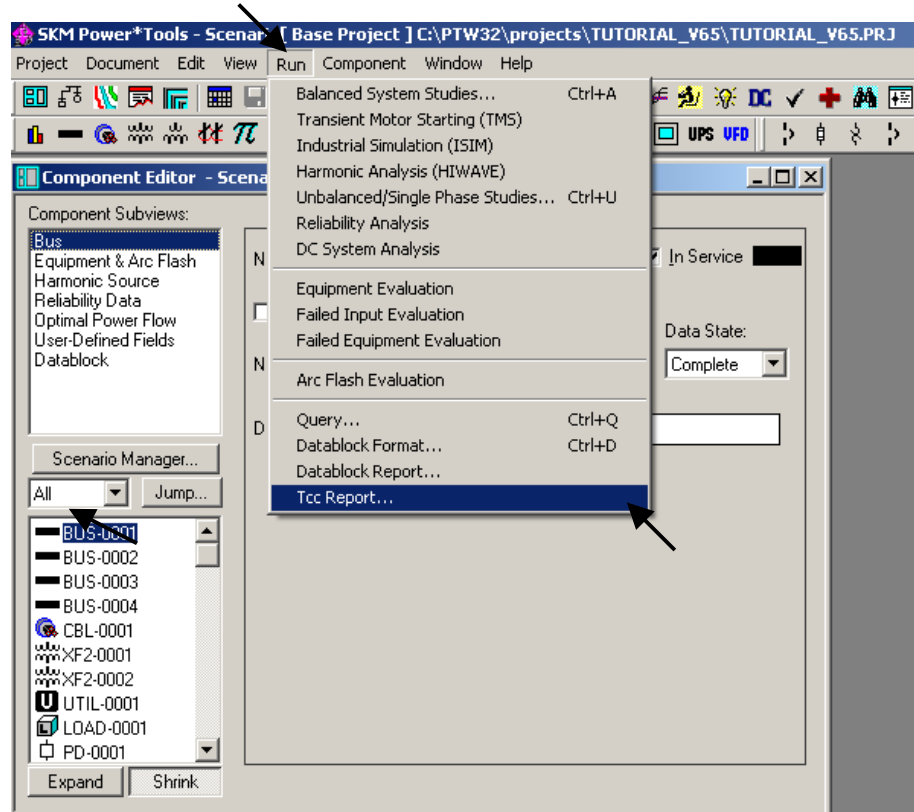 SKM Power*Tools - Scenar [ Base Project ] C:\PTW32\projects\TUTORIAL_V65\TUTORIAL_V65.PRJ
Project Document Edit View Run Component Window Help
Balanced System Studies... Ctrl+A
Transient Motor Starting (TMS)
Industrial Simulation (ISIM)
Harmonic Analysis (HIWAVE)
Unbalanced/Single Phase Studies... Ctrl+U
Reliability Analysis
DC System Analysis
Equipment Evaluation
Failed Input Evaluation
Failed Equipment Evaluation
Arc Flash Evaluation
Query... Ctrl+Q
Datablock Format... Ctrl+D
Datablock Report...
Tcc Report...
DC
UPS VFD
Component Editor - Scena
Component Subviews:
Bus
Equipment & Arc Flash
Harmonic Source
Reliability Data
Optimal Power Flow
User-Defined Fields
Datablock
N
In Service
Data State:
N
Complete
D
Scenario Manager...
All Jump...
BUS-0001
BUS-0002
BUS-0003
BUS-0004
CBL-0001
XF2-0001
XF2-0002
U UTIL-0001
LOAD-0001
PD-0001
Expand Shrink